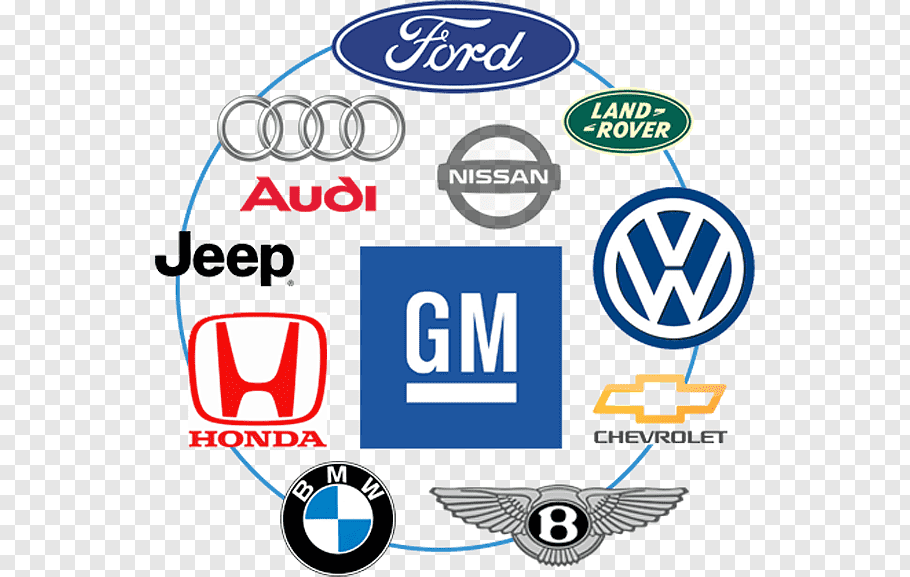 Ford
LAND-
-ROVER
NISSAN
Audi
Jeep®
GM
HONDA
CHEVROLET
BMW
B